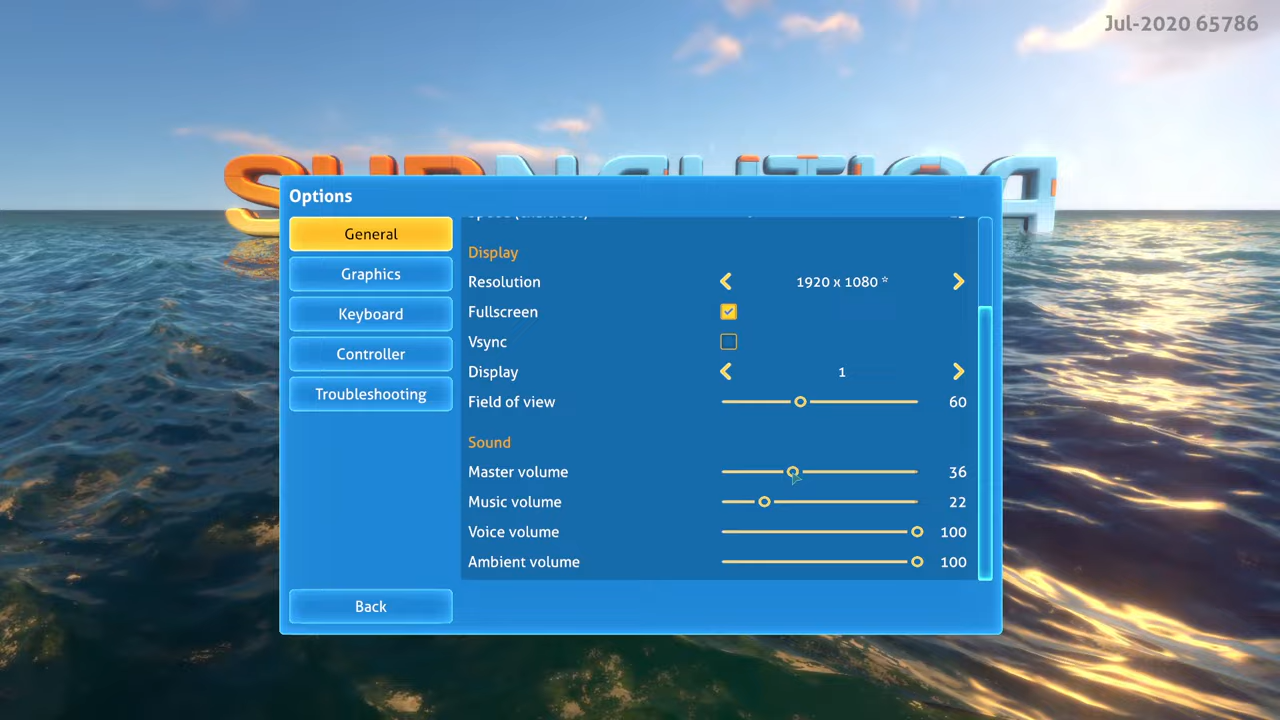 Jul-2020 65786
SUBNAUTICA
Options
General
Graphics
Keyboard
Controller
Troubleshooting
Back
Display
Resolution 1920 x 1080 *
Fullscreen
Vsync
Display 1
Field of view 60
Sound
Master volume 36
Music volume 22
Voice volume 100
Ambient volume 100